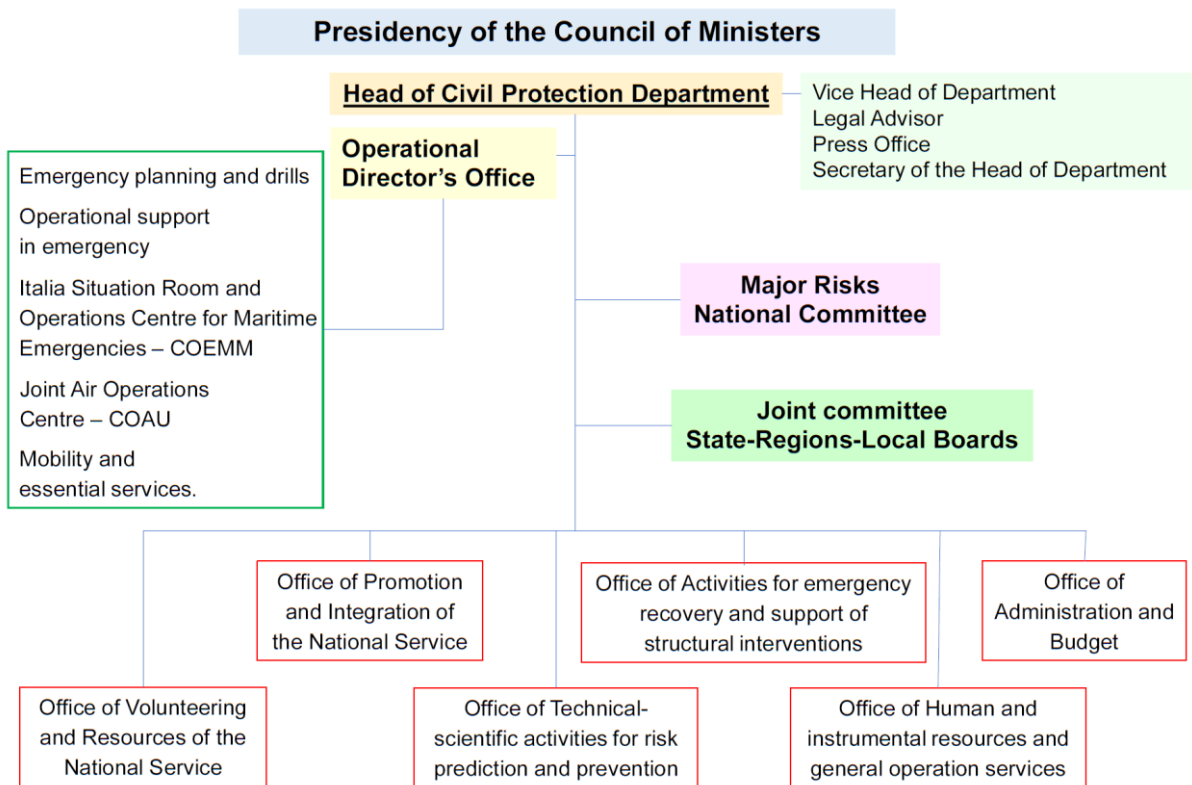 Presidency of the Council of Ministers
Head of Civil Protection Department
Vice Head of Department
Legal Advisor
Press Office
Secretary of the Head of Department
Operational
Director’s Office
Emergency planning and drills
Operational support
in emergency
Italia Situation Room and
Operations Centre for Maritime
Emergencies – COEMM
Joint Air Operations
Centre – COAU
Mobility and
essential services.
Major Risks
National Committee
Joint committee
State-Regions-Local Boards
Office of Promotion
and Integration of
the National Service
Office of Activities for emergency
recovery and support of
structural interventions
Office of
Administration and
Budget
Office of Volunteering
and Resources of the
National Service
Office of Technical-
scientific activities for risk
prediction and prevention
Office of Human and
instrumental resources and
general operation services